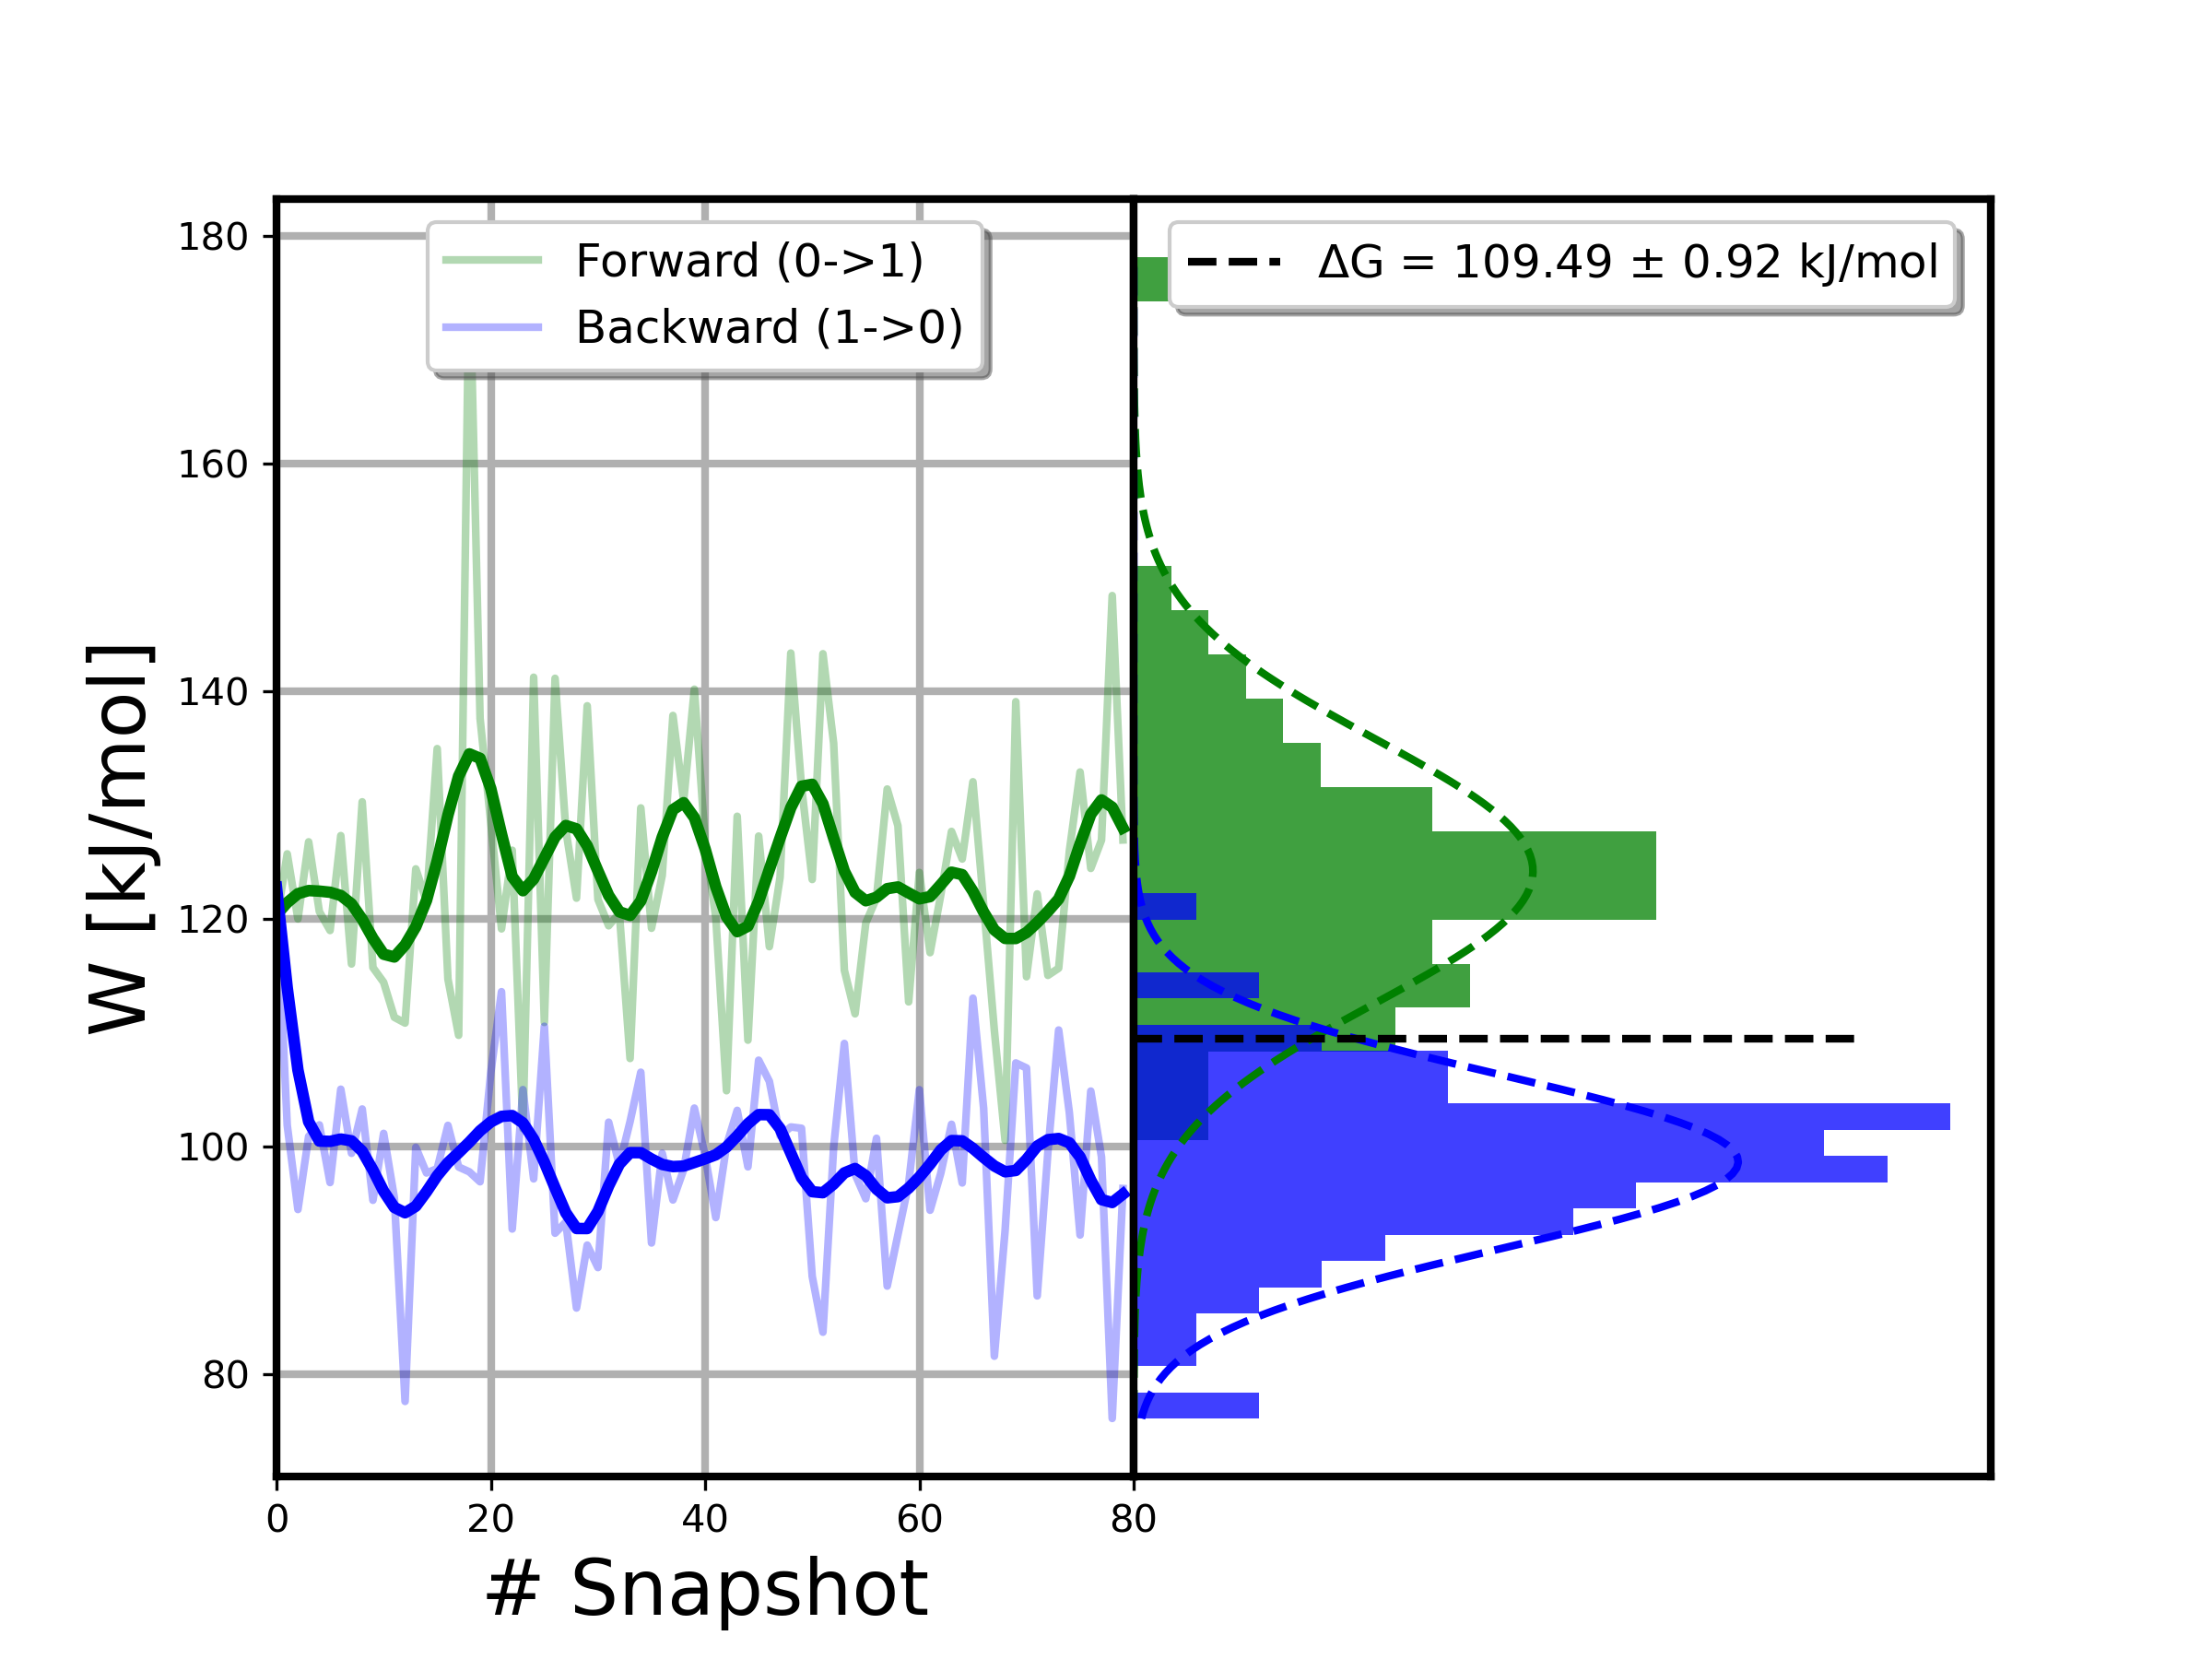 180
160
140
120
100
80
W [kJ/mol]
Forward (0->1)
Backward (1->0)
ΔG = 109.49 ± 0.92 kJ/mol
0 20 40 60 80
# Snapshot